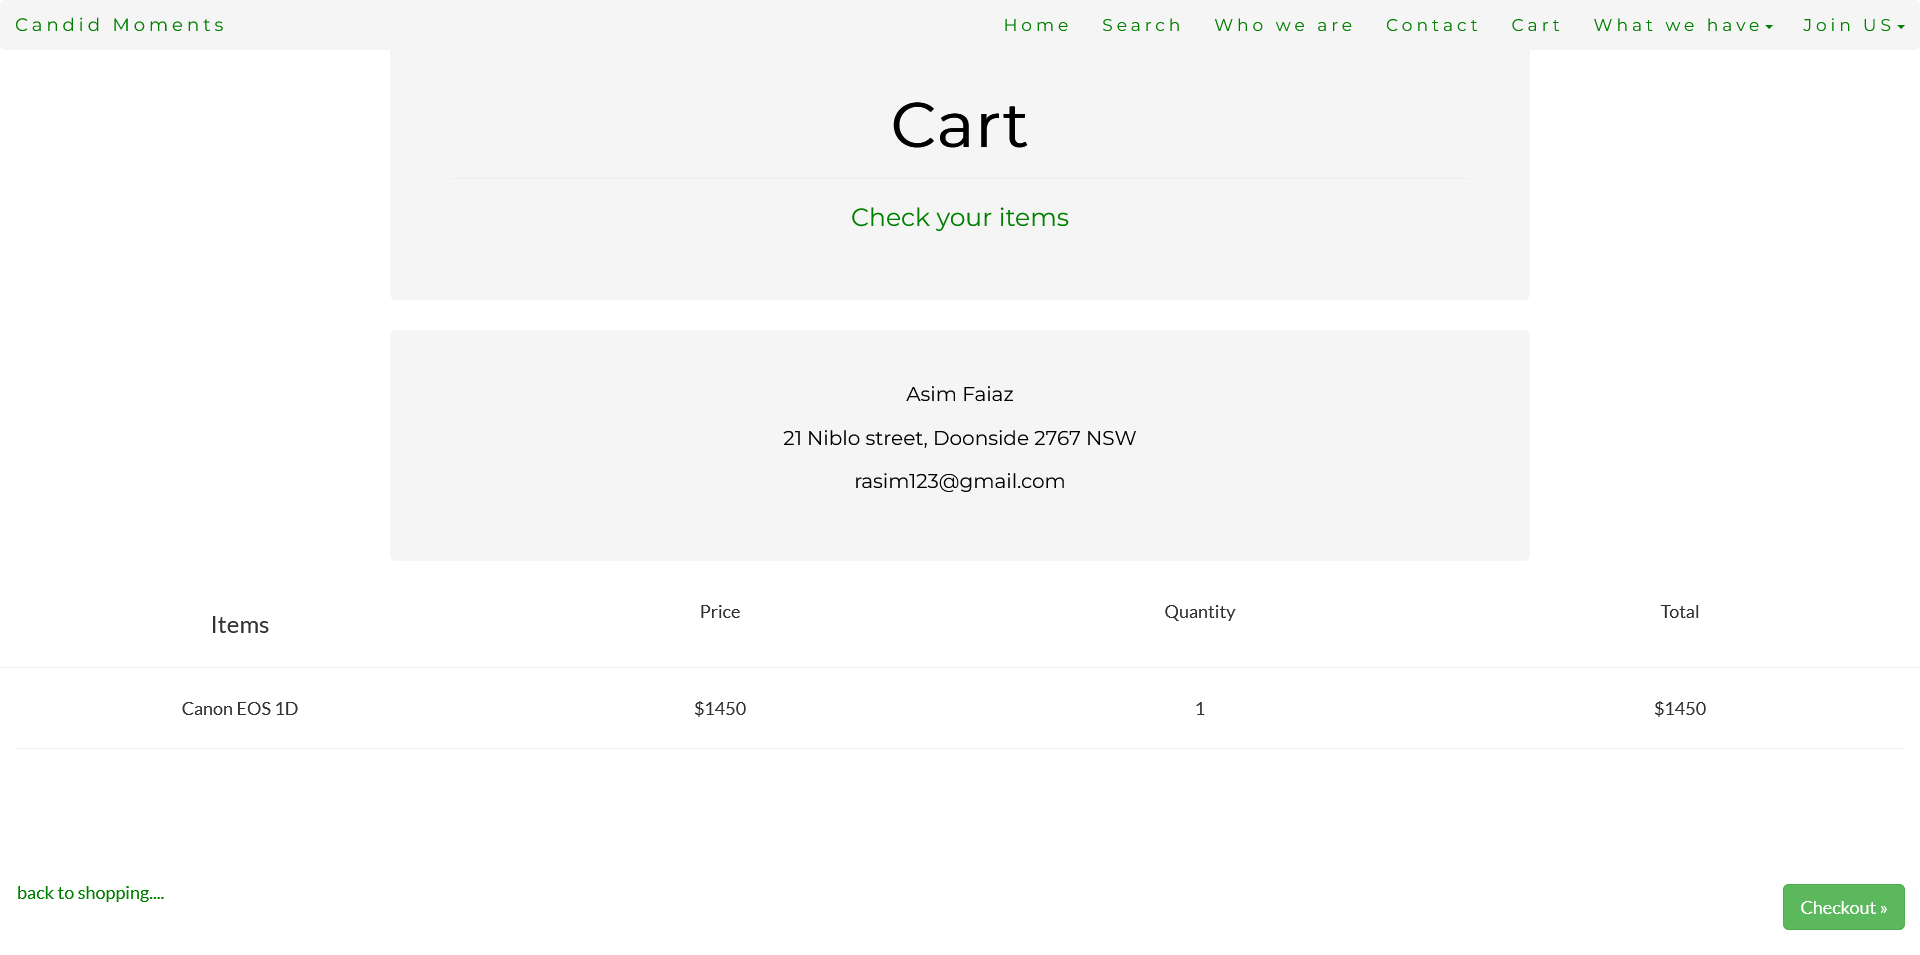 Candid Moments
Home Search Who we are Contact Cart What we have Join US
Cart
Check your items
Asim Faiaz
21 Niblo street, Doonside 2767 NSW
rasim123@gmail.com
Items Price Quantity Total
Canon EOS 1D $1450 1 $1450
back to shopping....
Checkout »